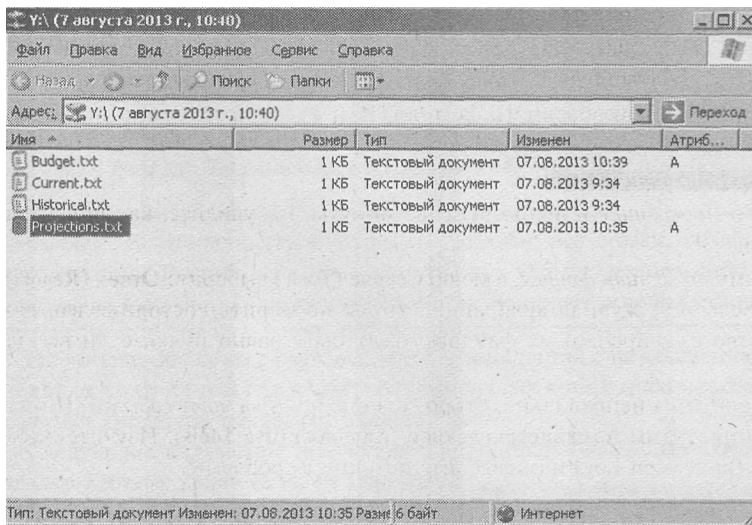 Y:\ (7 августа 2013 г., 10:40)
Файл Правка Вид Избранное Сервис Справка
Назад Поиск Папки
Адрес: Y:\ (7 августа 2013 г., 10:40) Переход
Имя Размер Тип Изменен Атриб...
Budget.txt 1 КБ Текстовый документ 07.08.2013 10:39 A
Current.txt 1 КБ Текстовый документ 07.08.2013 9:34
Historical.txt 1 КБ Текстовый документ 07.08.2013 9:34
Projections.txt 1 КБ Текстовый документ 07.08.2013 10:35 A
Тип: Текстовый документ Изменен: 07.08.2013 10:35 Разме 6 байт Интернет